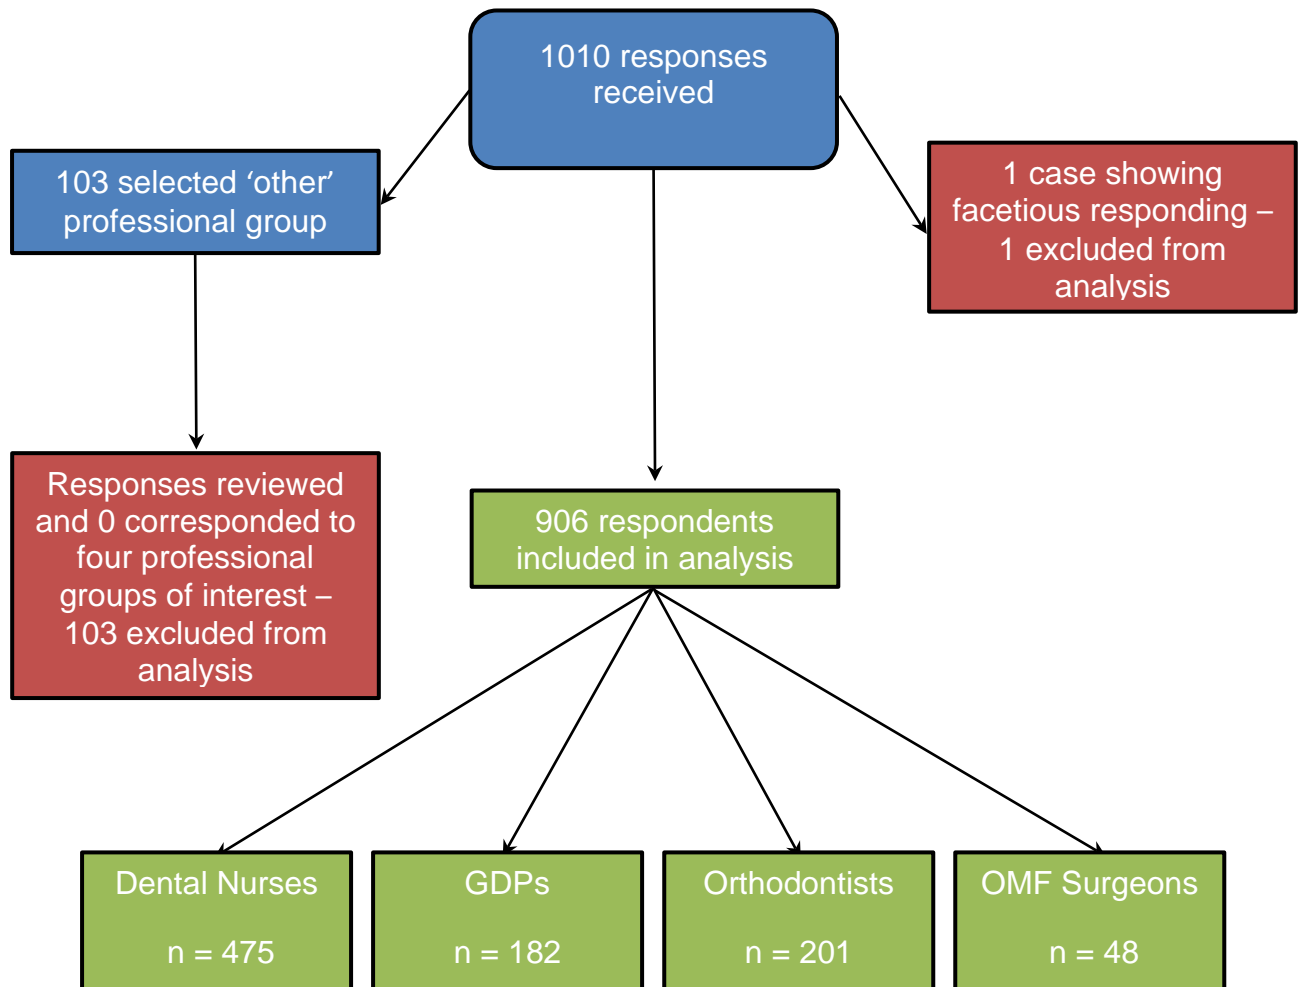 1010 responses
received
103 selected ‘other’
professional group
1 case showing
facetious responding –
1 excluded from
analysis
Responses reviewed
and 0 corresponded to
four professional
groups of interest –
103 excluded from
analysis
906 respondents
included in analysis
Dental Nurses
n = 475
GDPs
n = 182
Orthodontists
n = 201
OMF Surgeons
n = 48